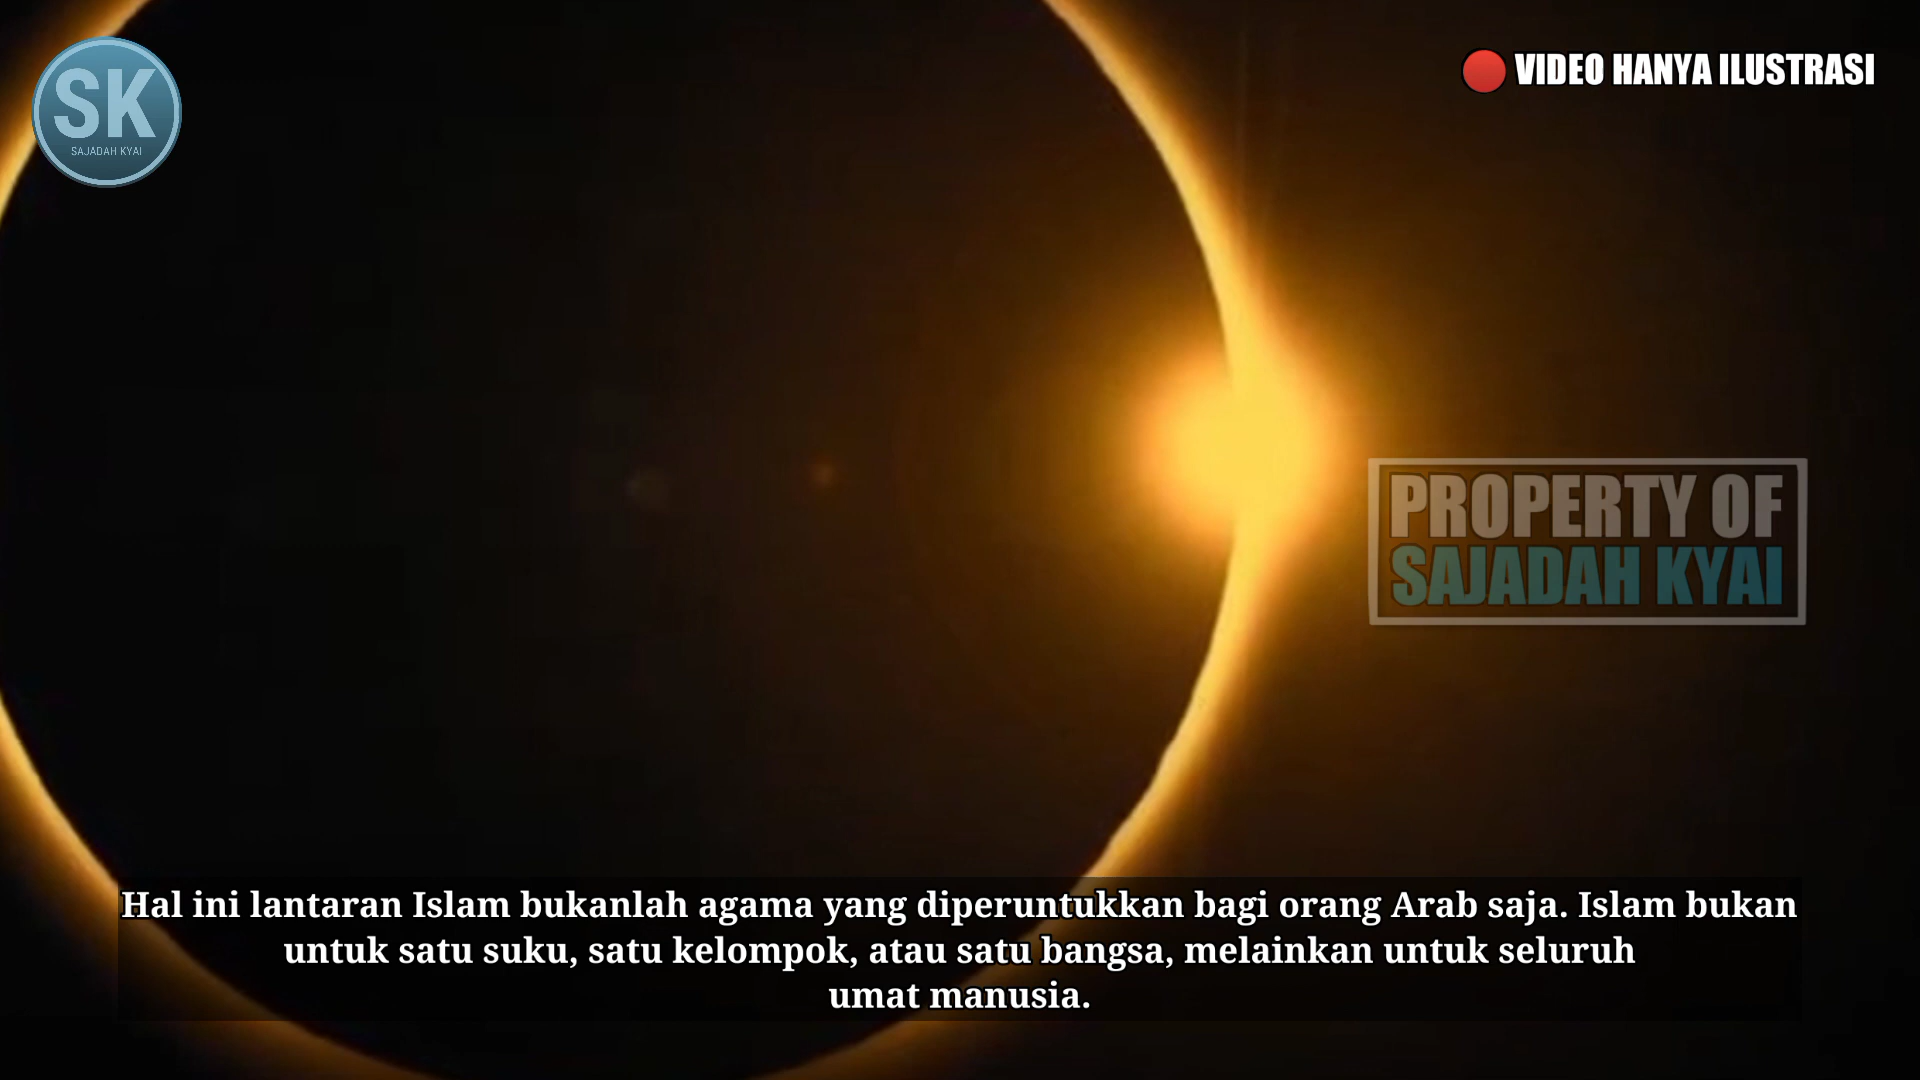 SK
SAJADAH KYAI
VIDEO HANYA ILUSTRASI
PROPERTY OF
SAJADAH KYAI
Hal ini lantaran Islam bukanlah agama yang diperuntukkan bagi orang Arab saja. Islam bukan
untuk satu suku, satu kelompok, atau satu bangsa, melainkan untuk seluruh
umat manusia.